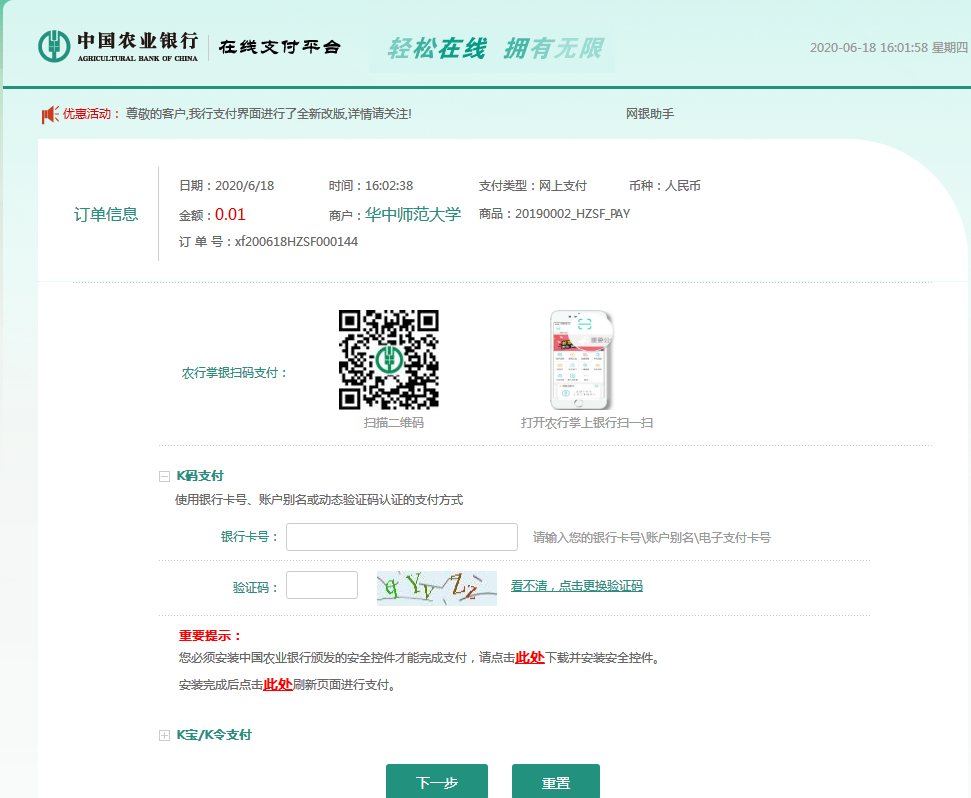 中国农业银行 在线支付平台 轻松在线 拥有无限 2020-06-18 16:01:58 星期四
AGRICULTURAL BANK OF CHINA
优惠活动： 尊敬的客户,我行支付界面进行了全新改版,详情请关注! 网银助手
订单信息
日期：2020/6/18 时间：16:02:38 支付类型：网上支付 币种：人民币
金额：0.01 商户：华中师范大学 商品：20190002_HZSF_PAY
订 单 号：xf200618HZSF000144
农行掌银扫码支付：
扫描二维码 打开农行掌上银行扫一扫
K码支付
使用银行卡号、账户别名或动态验证码认证的支付方式
银行卡号： 请输入您的银行卡号\账户别名\电子支付卡号
验证码： 看不清，点击更换验证码
重要提示：
您必须安装中国农业银行颁发的安全控件才能完成支付，请点击此处下载并安装安全控件。
安装完成后点击此处刷新页面进行支付。
K宝/K令支付
下一步 重置